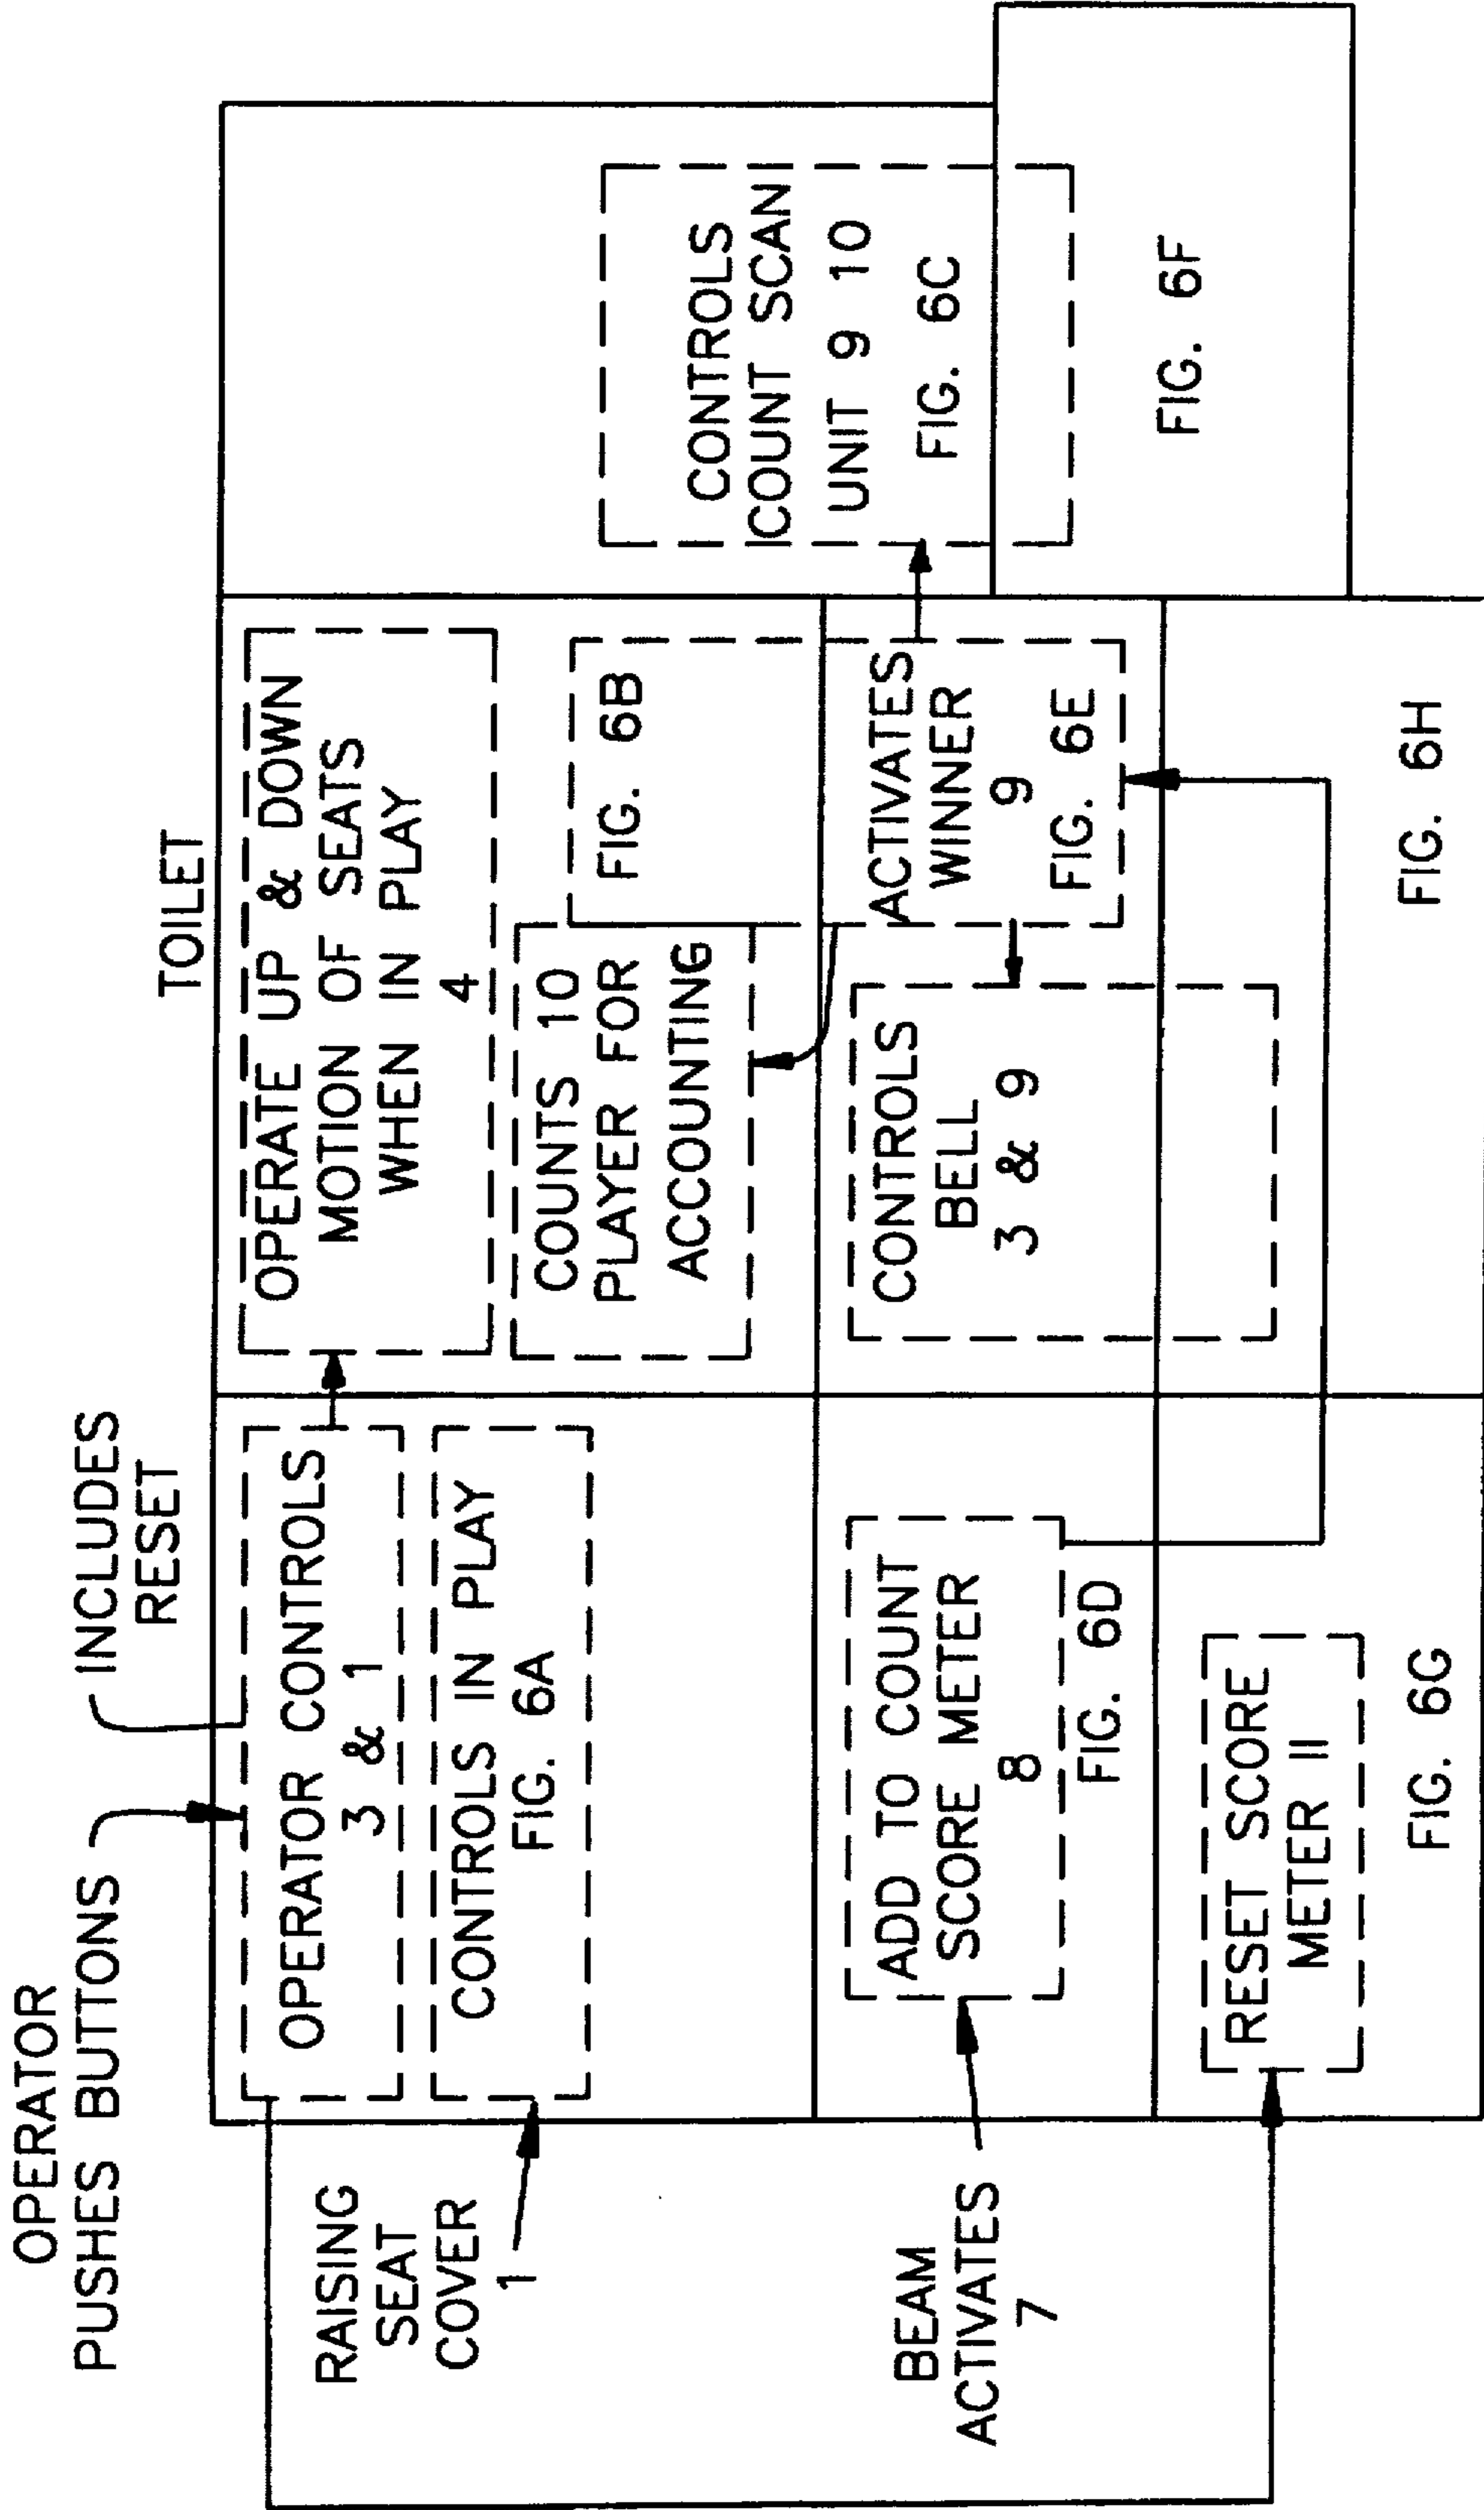 OPERATOR
PUSHES BUTTONS
INCLUDES
RESET
TOILET
RAISING
SEAT
COVER
1
OPERATOR CONTROLS
3 & 1
CONTROLS IN PLAY
FIG. 6A
OPERATE UP & DOWN
MOTION OF SEATS
WHEN IN PLAY
4
COUNTS 10
PLAYER FOR
ACCOUNTING
FIG. 6B
CONTROLS
COUNT SCAN
UNIT 9 10
FIG. 6C
BEAM
ACTIVATES
7
ADD TO COUNT
SCORE METER
8
FIG. 6D
CONTROLS
BELL
3 & 9
ACTIVATES
WINNER
9
FIG. 6E
FIG. 6F
RESET SCORE
METER 11
FIG. 6G
FIG. 6H